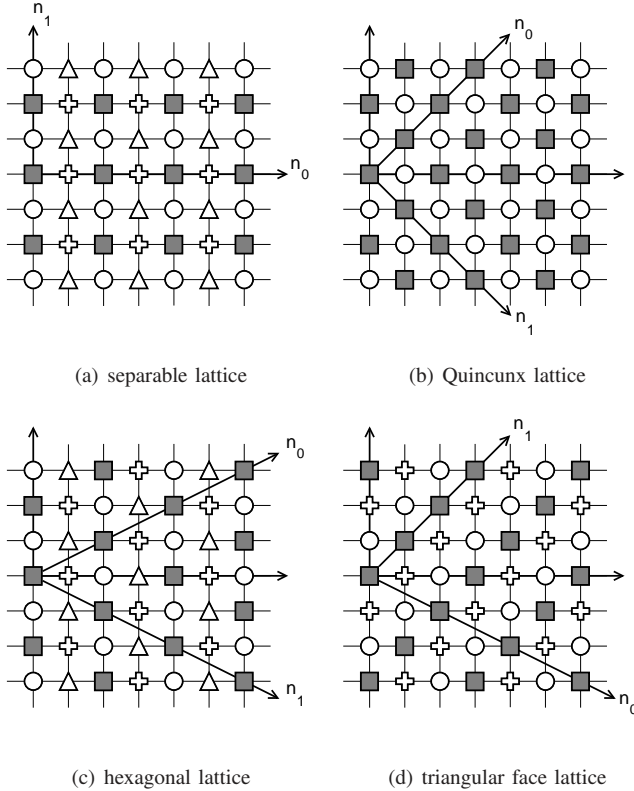 n1
n0
n0
n1
(a) separable lattice
(b) Quincunx lattice
n0
n1
n1
n0
(c) hexagonal lattice
(d) triangular face lattice